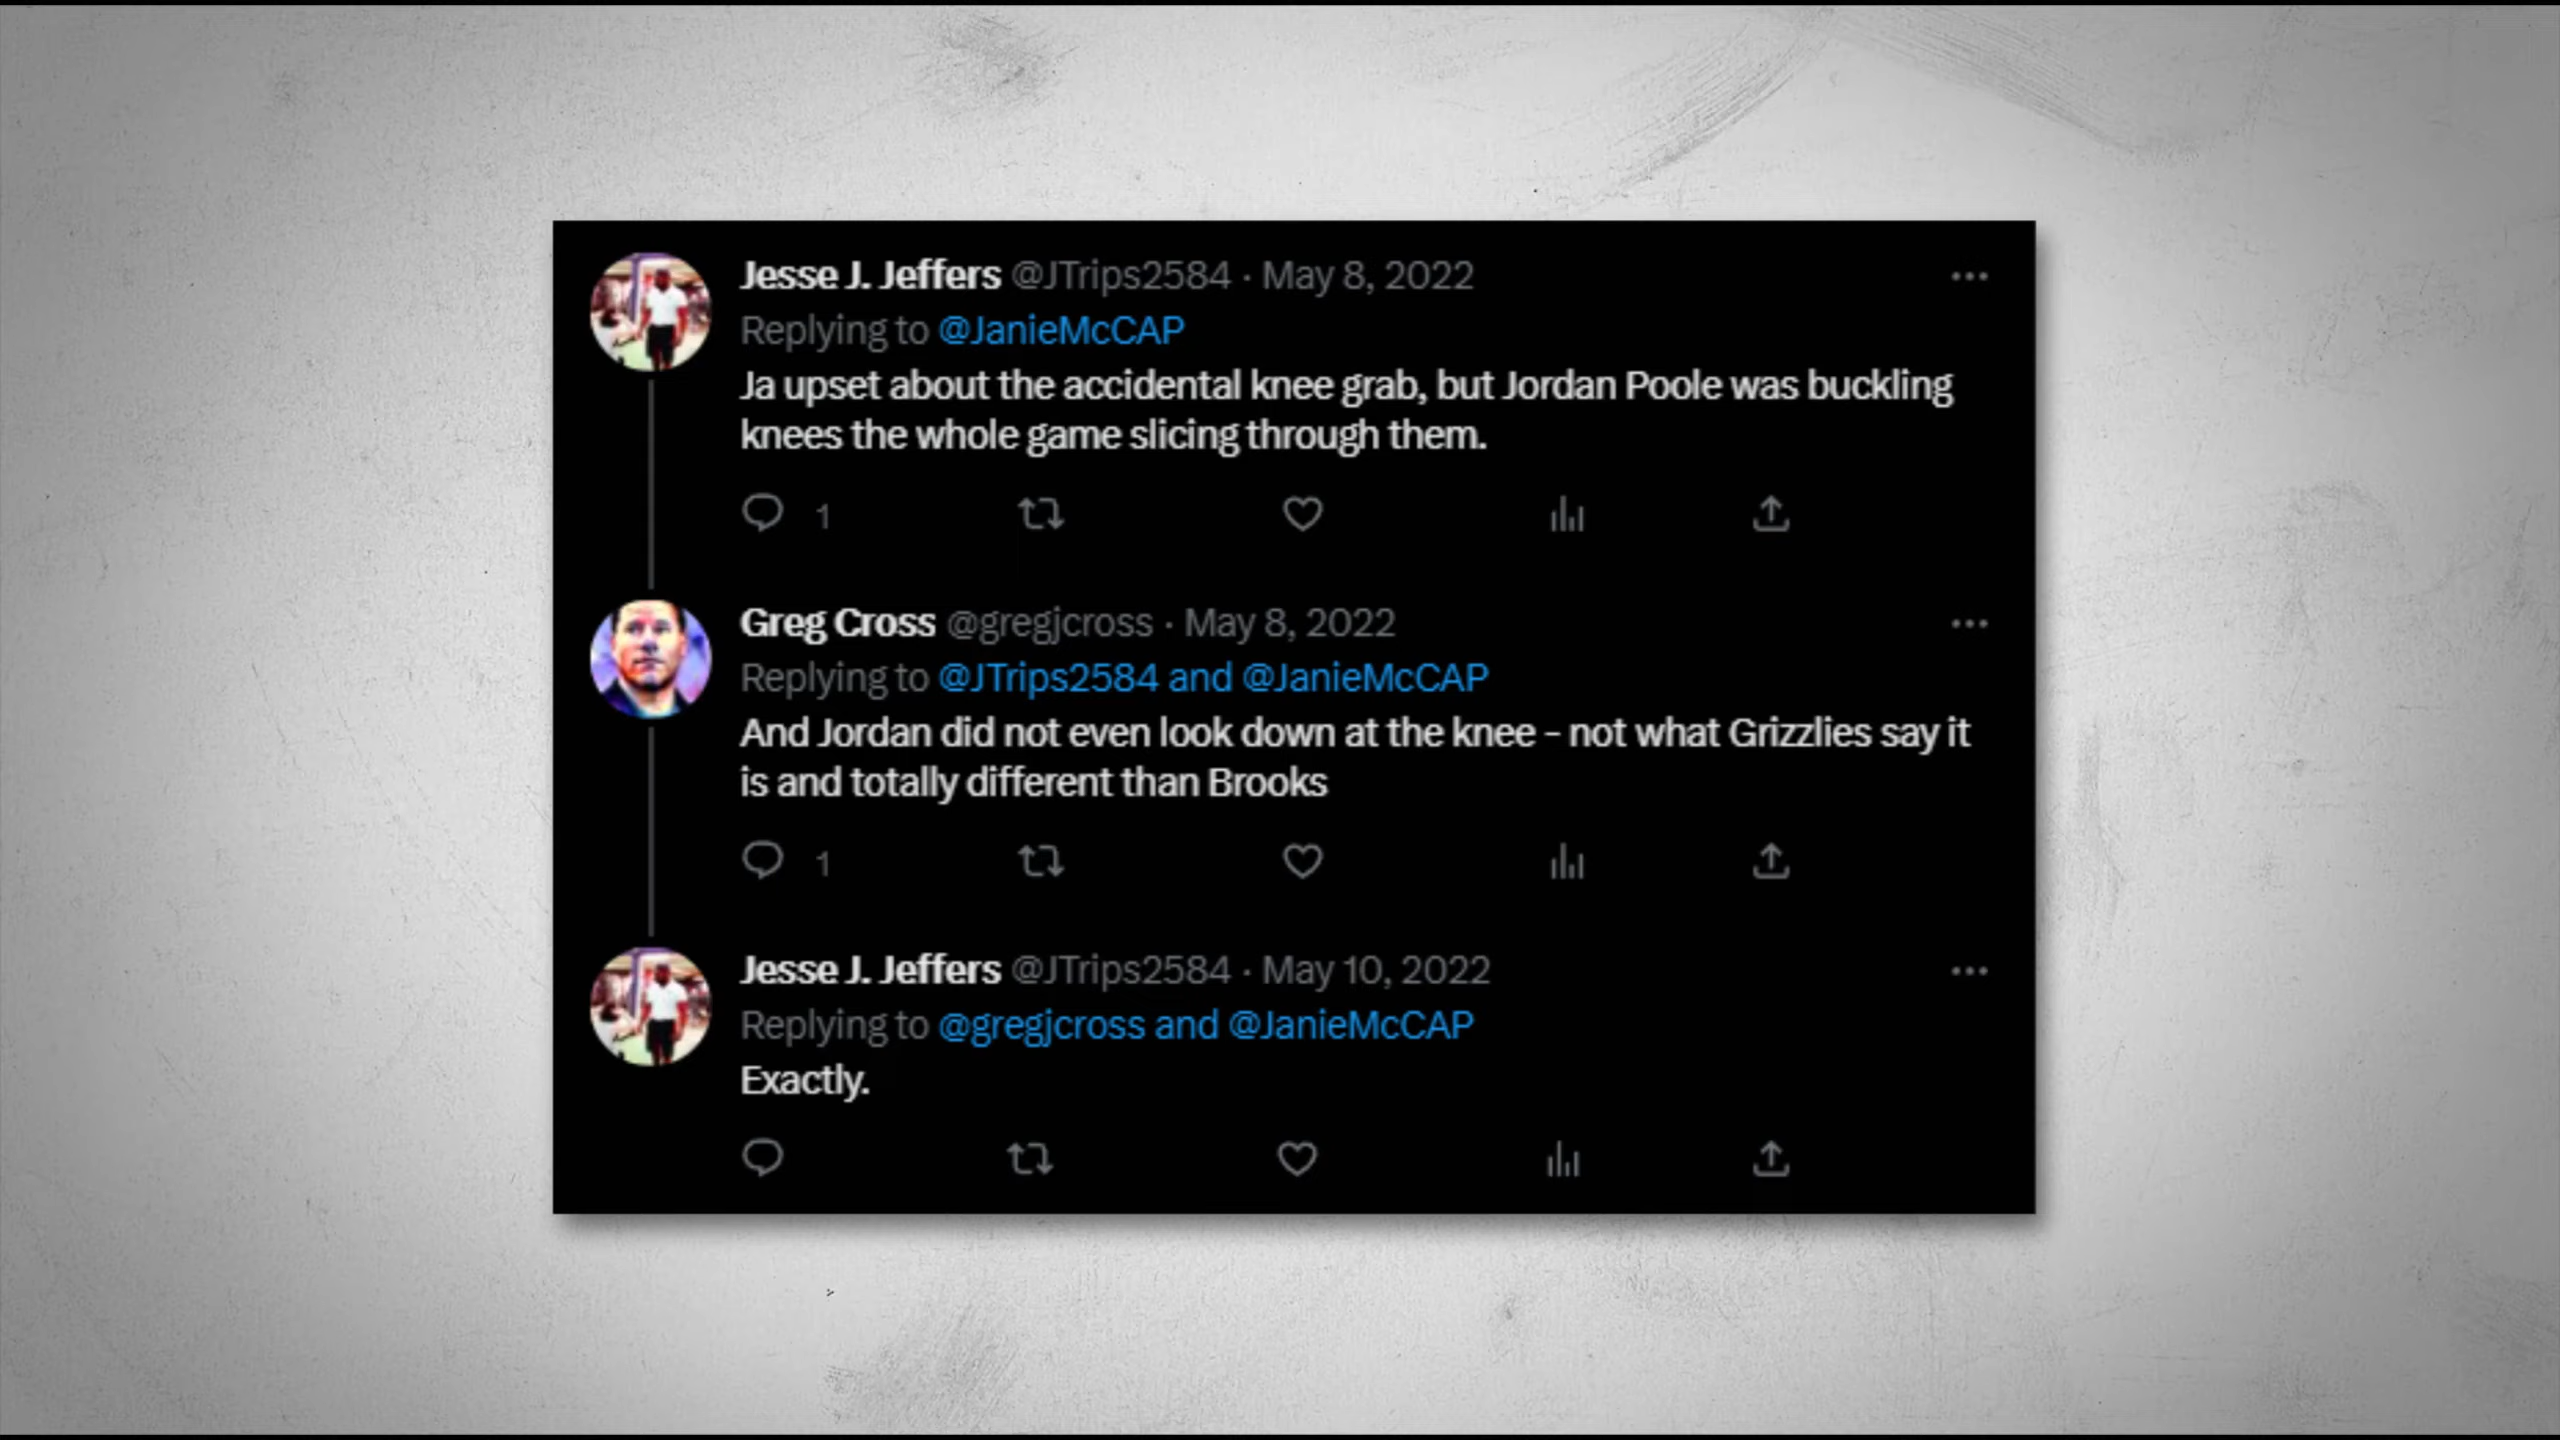 Jesse J. Jeffers @JTrips2584 · May 8, 2022
Replying to @JanieMcCAP
Ja upset about the accidental knee grab, but Jordan Poole was buckling
knees the whole game slicing through them.
1
Greg Cross @gregjcross · May 8, 2022
Replying to @JTrips2584 and @JanieMcCAP
And Jordan did not even look down at the knee – not what Grizzlies say it
is and totally different than Brooks
1
Jesse J. Jeffers @JTrips2584 · May 10, 2022
Replying to @gregjcross and @JanieMcCAP
Exactly.